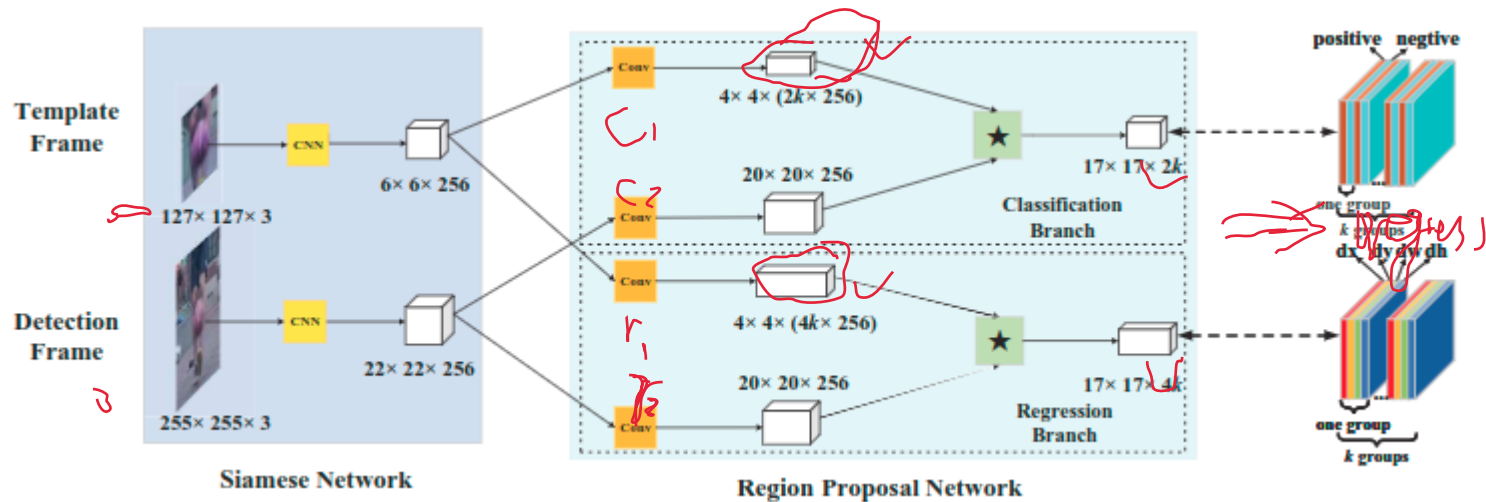 positive negtive
Conv
4× 4× (2k× 256)
Template
Frame
C1
★
CNN
6× 6× 256
17× 17× 2k
20× 20× 256
127× 127× 3
C2
Conv
Classification
Branch
one group
k groups
regress
dx dy dw dh
Conv
4× 4× (4k× 256)
Detection
Frame
CNN
r1
★
22× 22× 256
20× 20× 256
17× 17× 4k
r2
255× 255× 3
Conv
Regression
Branch
one group
k groups
Siamese Network
Region Proposal Network